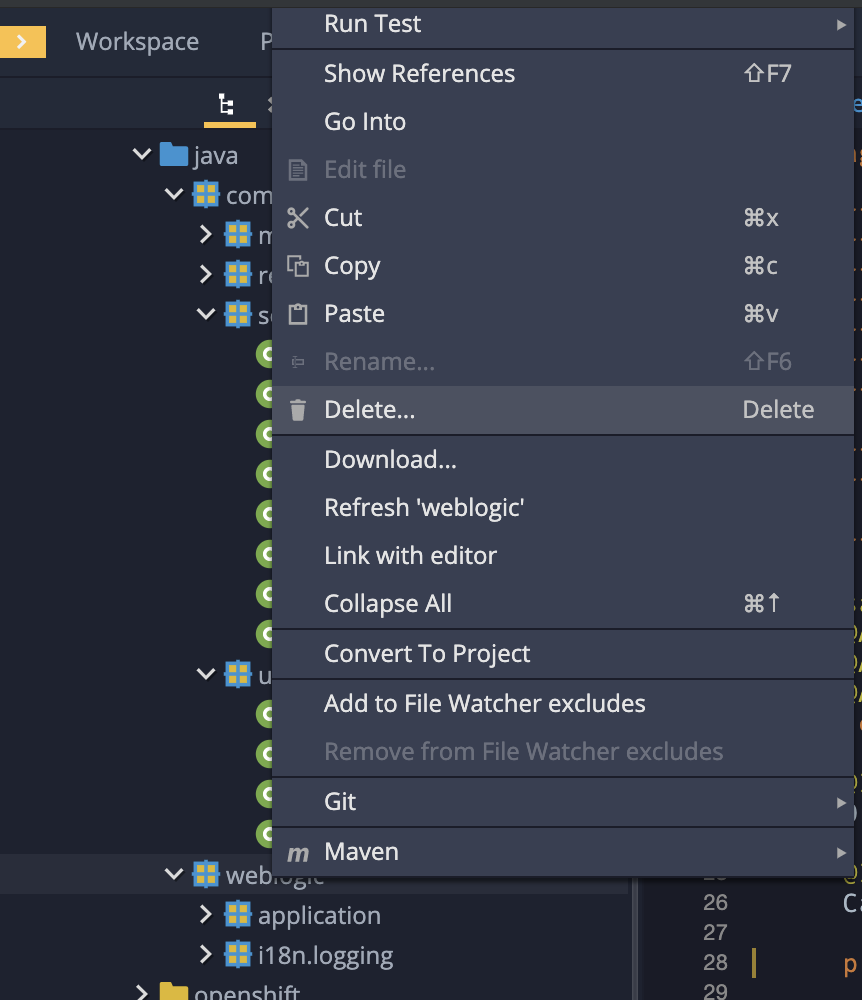 Workspace
Run Test
Show References ⇧F7
Go Into
Edit file
Cut ⌘x
Copy ⌘c
Paste ⌘v
Rename... ⇧F6
Delete... Delete
Download...
Refresh 'weblogic'
Link with editor
Collapse All ⌘↑
Convert To Project
Add to File Watcher excludes
Remove from File Watcher excludes
Git
m Maven
java
com
weblogic
application
i18n.logging
openshift
26
27
28 p
29